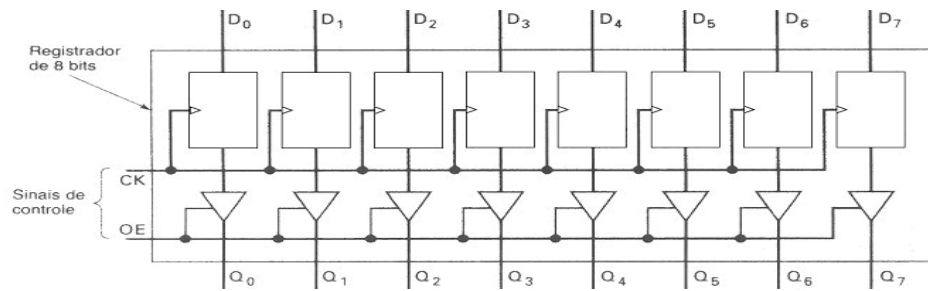 D0 D1 D2 D3 D4 D5 D6 D7
Registrador
de 8 bits
CK
Sinais de
controle
OE
Q0 Q1 Q2 Q3 Q4 Q5 Q6 Q7